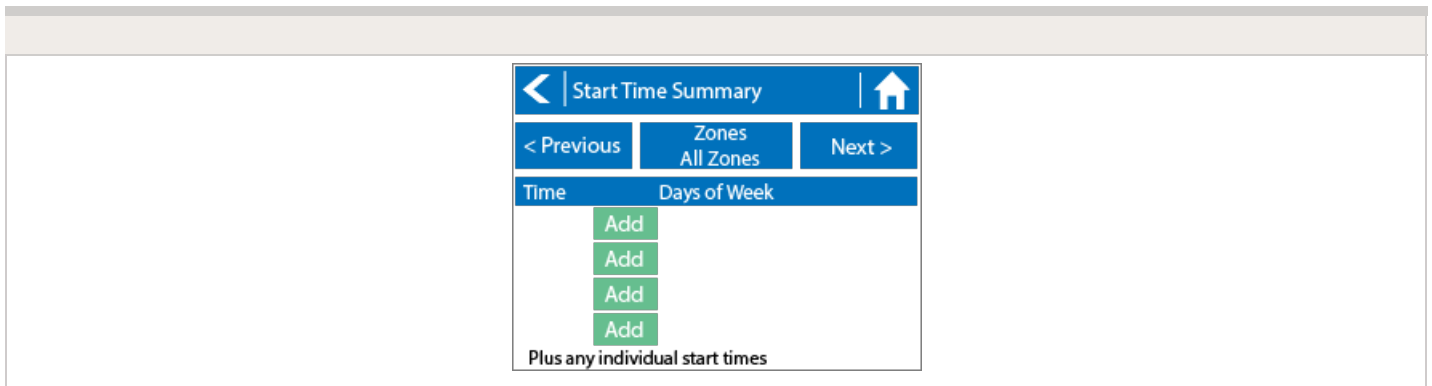 Start Time Summary
< Previous
Zones
All Zones
Next >
Time Days of Week
Add
Add
Add
Add
Plus any individual start times